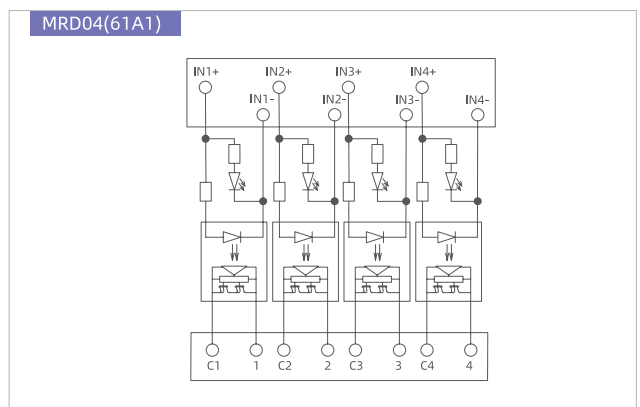 MRD04(61A1)
IN1+ IN2+ IN3+ IN4+
IN1- IN2- IN3- IN4-
C1 1 C2 2 C3 3 C4 4